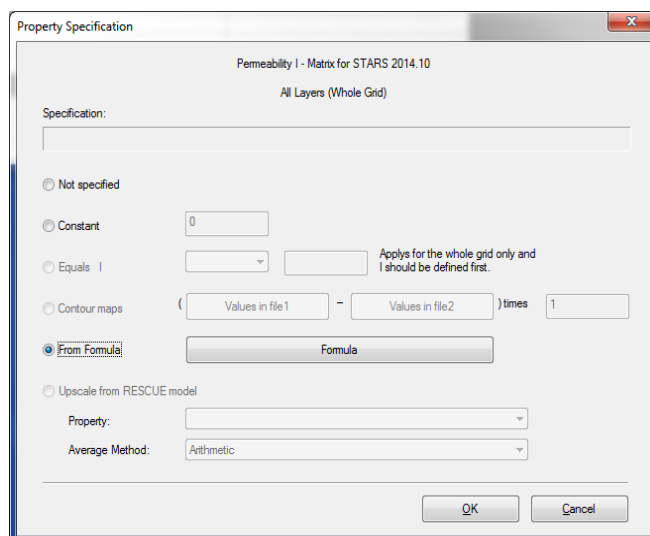 Property Specification
Permeability I - Matrix for STARS 2014.10
All Layers (Whole Grid)
Specification:
Not specified
Constant 0
Equals I Applys for the whole grid only and
I should be defined first.
Contour maps ( Values in file1 - Values in file2 ) times 1
From Formula Formula
Upscale from RESCUE model
Property:
Average Method: Arithmetic
OK Cancel